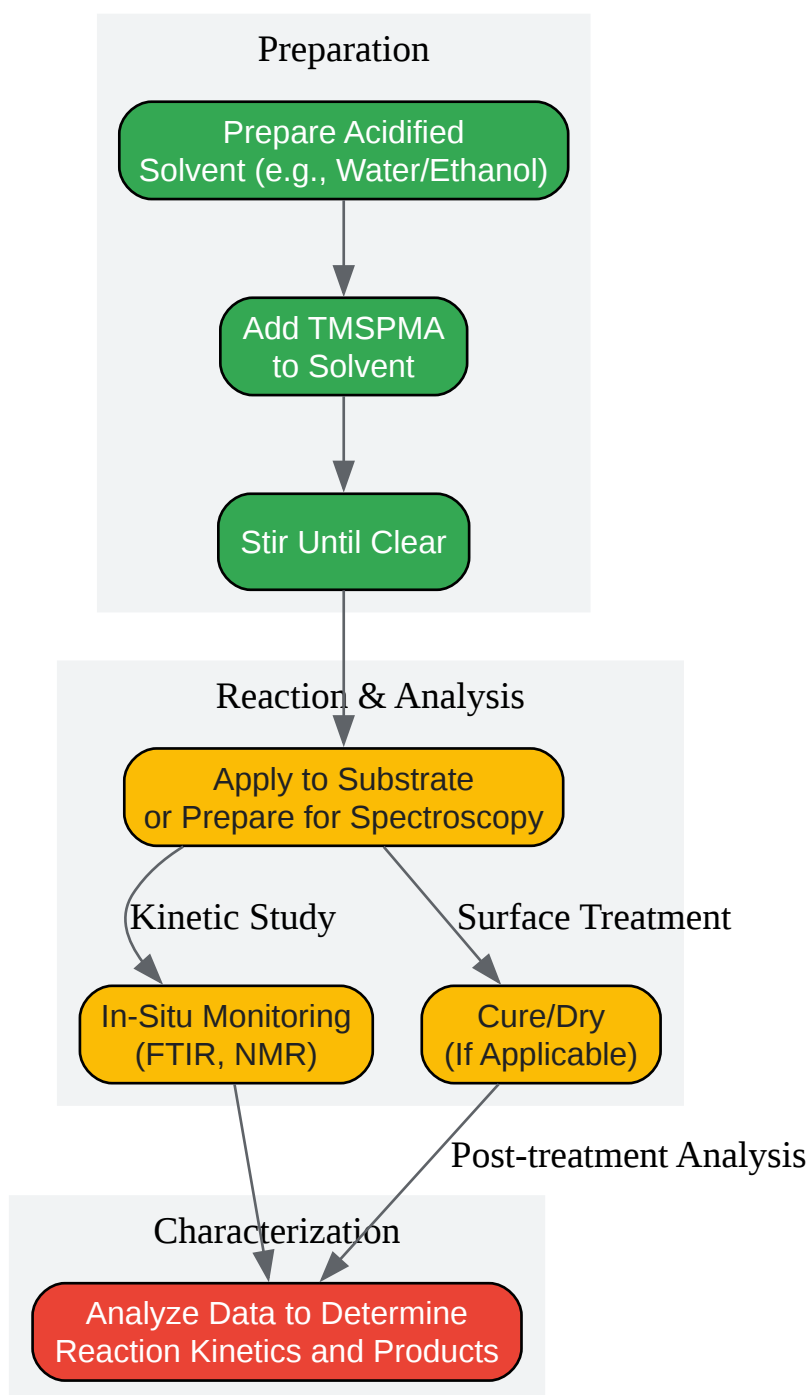 Preparation
Prepare Acidified
Solvent (e.g., Water/Ethanol)
Add TMSPMA
to Solvent
Stir Until Clear
Reaction & Analysis
Apply to Substrate
or Prepare for Spectroscopy
Kinetic Study
Surface Treatment
In-Situ Monitoring
(FTIR, NMR)
Cure/Dry
(If Applicable)
Post-treatment Analysis
Characterization
Analyze Data to Determine
Reaction Kinetics and Products